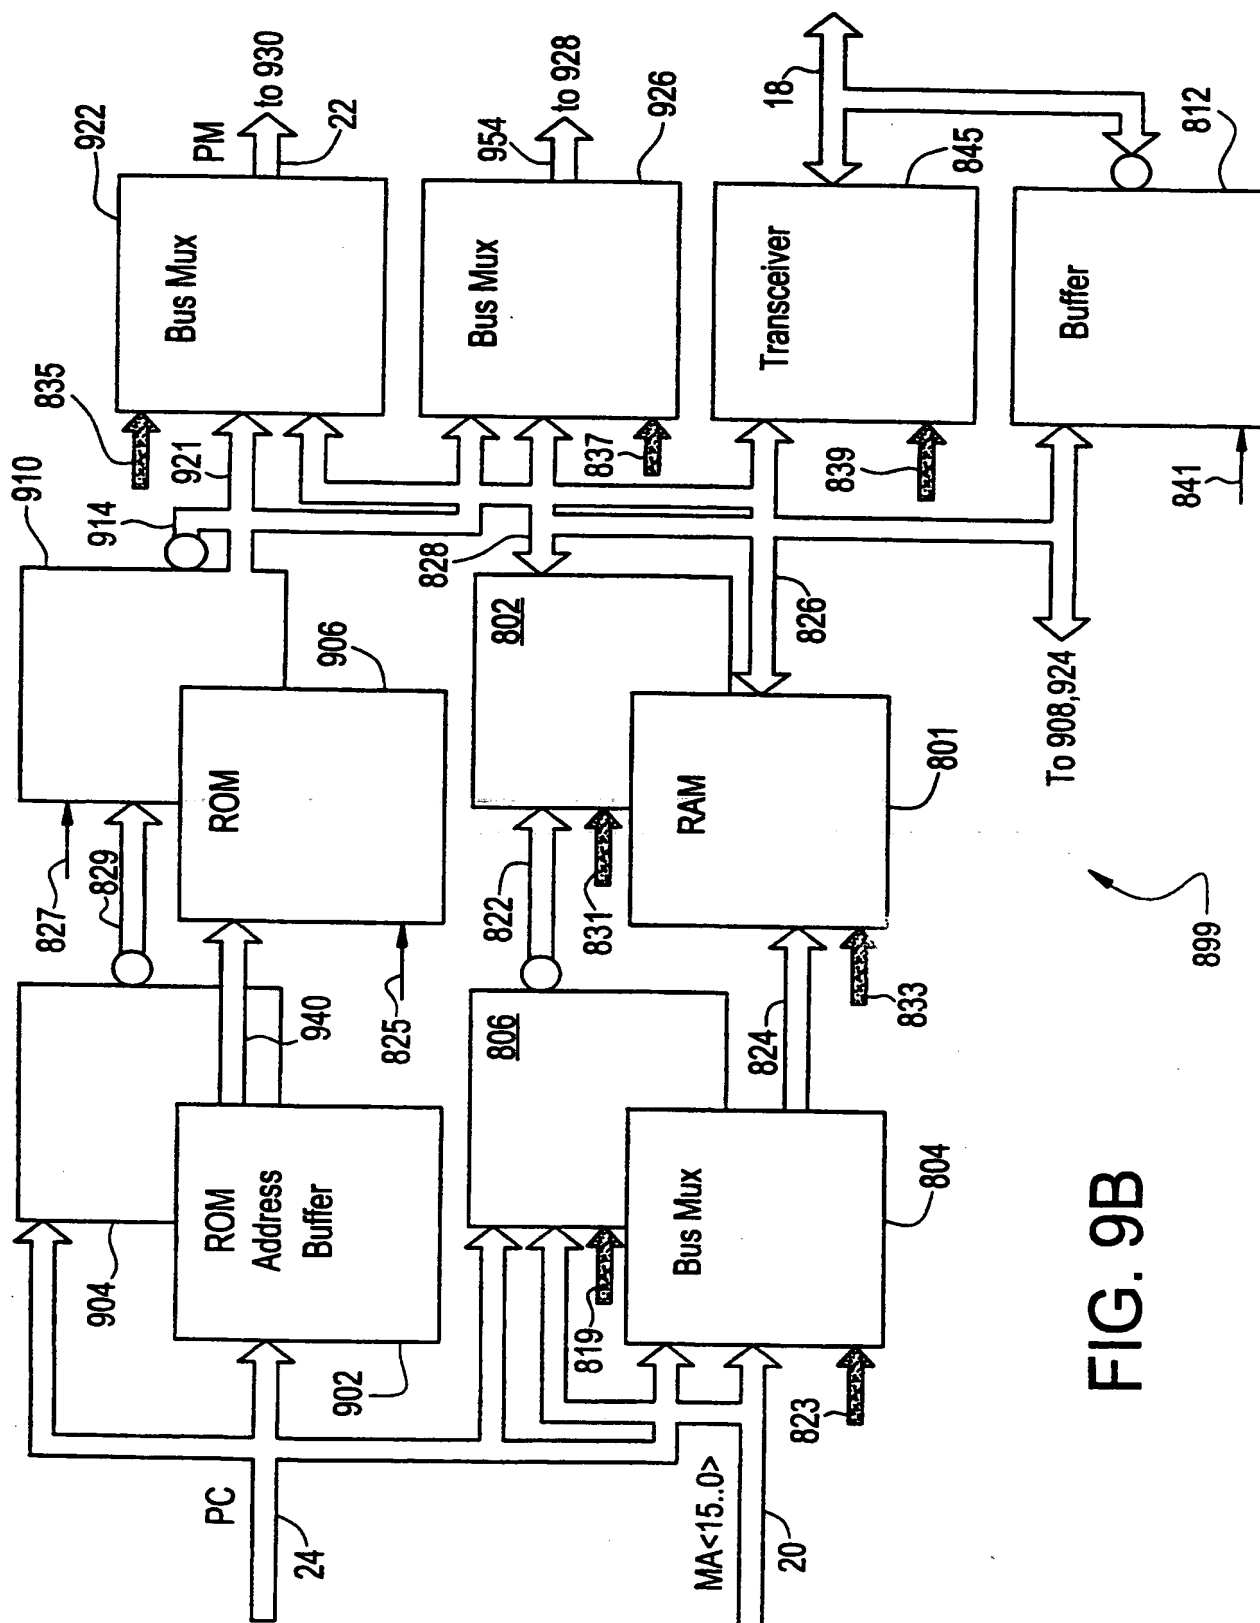 922
PM
to 930
22
Bus Mux
835
921
910
914
906
ROM
827
829
825
940
904
ROM
Address
Buffer
902
PC
24
954
to 928
926
Bus Mux
837
828
802
822
831
806
819
826
RAM
801
824
833
Bus Mux
804
823
MA<15..0>
20
18
845
Transceiver
839
812
Buffer
841
To 908,924
899
FIG. 9B